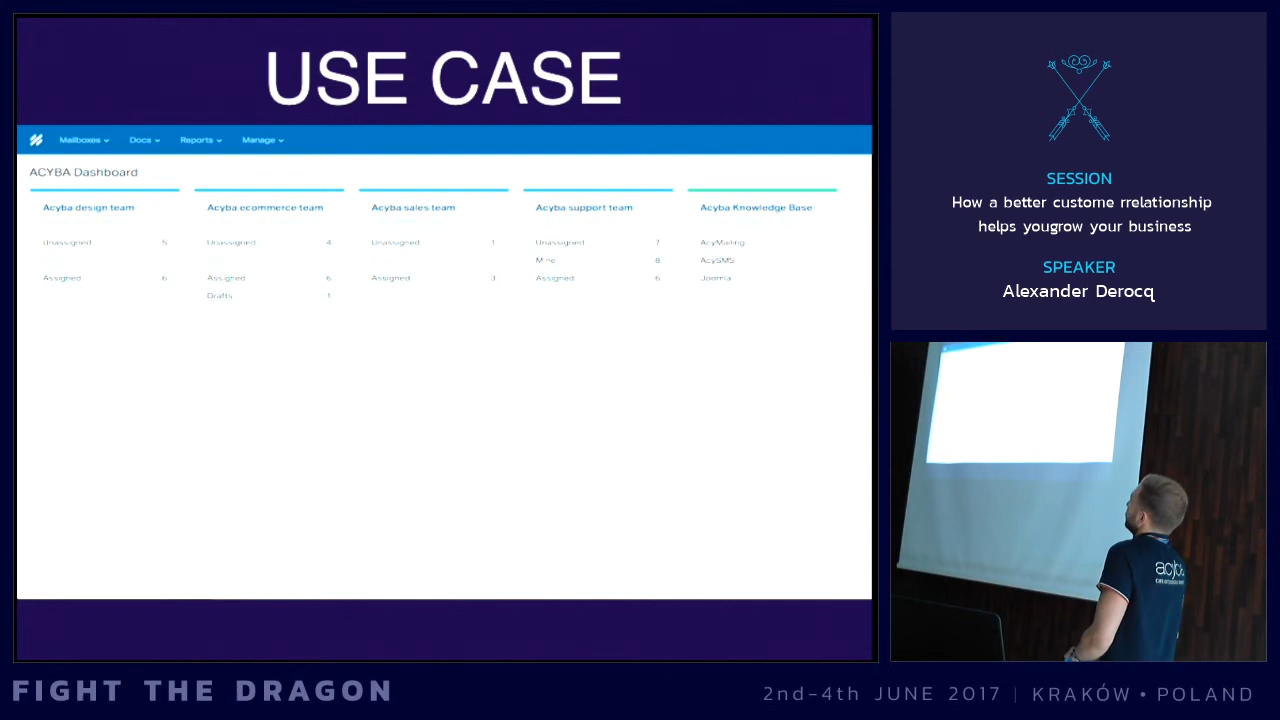 USE CASE
Mailboxes Docs Reports Manage
ACYBA Dashboard
Acyba design team
Unassigned 5
Assigned 6
Acyba ecommerce team
Unassigned 4
Assigned 6
Drafts 1
Acyba sales team
Unassigned 1
Assigned 3
Acyba support team
Unassigned 7
Mine 8
Assigned 6
Acyba Knowledge Base
AcyMailing
AcySMS
Joomla
SESSION
How a better custome rrelationship
helps yougrow your business
SPEAKER
Alexander Derocq
acyba
FIGHT THE DRAGON
2nd-4th JUNE 2017 | KRAKÓW • POLAND